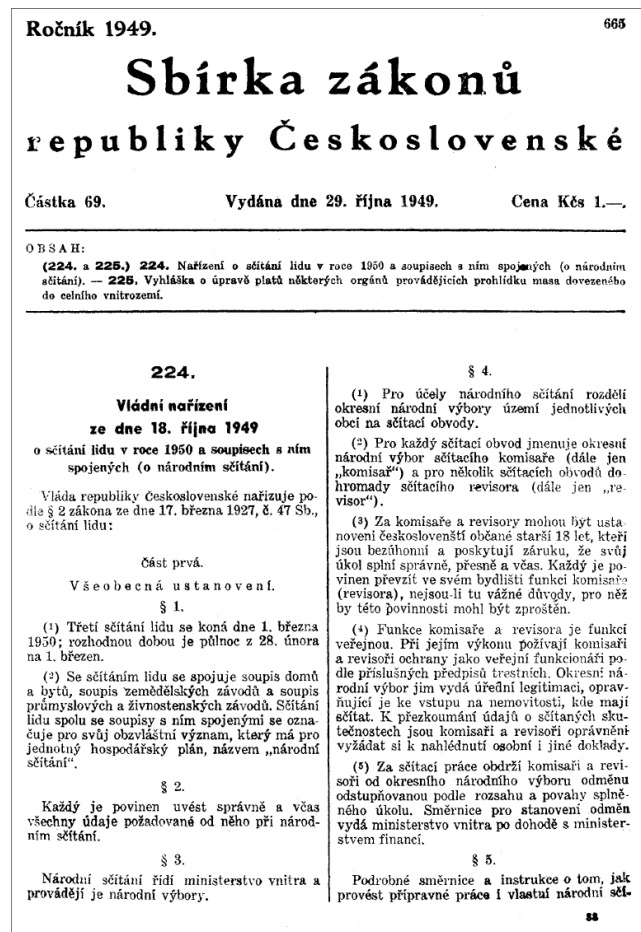 Ročník 1949.
665
Sbírka zákonů
republiky Československé
Částka 69.
Vydána dne 29. října 1949.
Cena Kčs 1.—.
OBSAH:
(224. a 225.) 224. Nařízení o sčítání lidu v roce 1950 a soupisech s ním spojených (o národním
sčítání). — 225. Vyhláška o úpravě platů některých orgánů provádějících prohlídku masa dovezeného
do celního vnitrozemí.
224.
Vládní nařízení
ze dne 18. října 1949
o sčítání lidu v roce 1950 a soupisech s ním
spojených (o národním sčítání).
Vláda republiky Československé nařizuje po-
dle § 2 zákona ze dne 17. března 1927, č. 47 Sb.,
o sčítání lidu:
Část prvá.
Všeobecná ustanovení.
§ 1.
(1) Třetí sčítání lidu se koná dne 1. března
1950; rozhodnou dobou je půlnoc z 28. února
na 1. březen.
(2) Se sčítáním lidu se spojuje soupis domů
a bytů, soupis zemědělských závodů a soupis
průmyslových a živnostenských závodů. Sčítání
lidu spolu se soupisy s ním spojenými se ozna-
čuje pro svůj obzvláštní význam, který má pro
jednotný hospodářský plán, názvem „národní
sčítání“.
§ 2.
Každý je povinen uvést správně a včas
všechny údaje požadované od něho při národ-
ním sčítání.
§ 3.
Národní sčítání řídí ministerstvo vnitra a
provádějí je národní výbory.
§ 4.
(1) Pro účely národního sčítání rozdělí
okresní národní výbory území jednotlivých
obcí na sčítací obvody.
(2) Pro každý sčítací obvod jmenuje okresní
národní výbor sčítacího komisaře (dále jen
„komisař“) a pro několik sčítacích obvodů do-
hromady sčítacího revisora (dále jen „re-
visor“).
(3) Za komisaře a revisory mohou být usta-
noveni českoslovenští občané starší 18 let, kteří
jsou bezúhonní a poskytují záruku, že svůj
úkol splní správně, přesně a včas. Každý je po-
vinen převzít ve svém bydlišti funkci komisaře
(revisora), nejsou-li tu vážné důvody, pro něž
by této povinnosti mohl být zproštěn.
(4) Funkce komisaře a revisora je funkcí
veřejnou. Při jejím výkonu požívají komisaři
a revisoři ochrany jako veřejní funkcionáři po-
dle příslušných předpisů trestních. Okresní ná-
rodní výbor jim vydá úřední legitimaci, oprav-
ňující je ke vstupu na nemovitosti, kde mají
sčítat. K přezkoumání údajů o sčítaných sku-
tečnostech jsou komisaři a revisoři oprávněni
vyžádat si k nahlédnutí osobní i jiné doklady.
(5) Za sčítací práce obdrží komisaři a revi-
soři od okresního národního výboru odměnu
odstupňovanou podle rozsahu a povahy splně-
ného úkolu. Směrnice pro stanovení odměn
vydá ministerstvo vnitra po dohodě s minister-
stvem financí.
§ 5.
Podrobné směrnice a instrukce o tom, jak
provést přípravné práce i vlastní národní sčí-